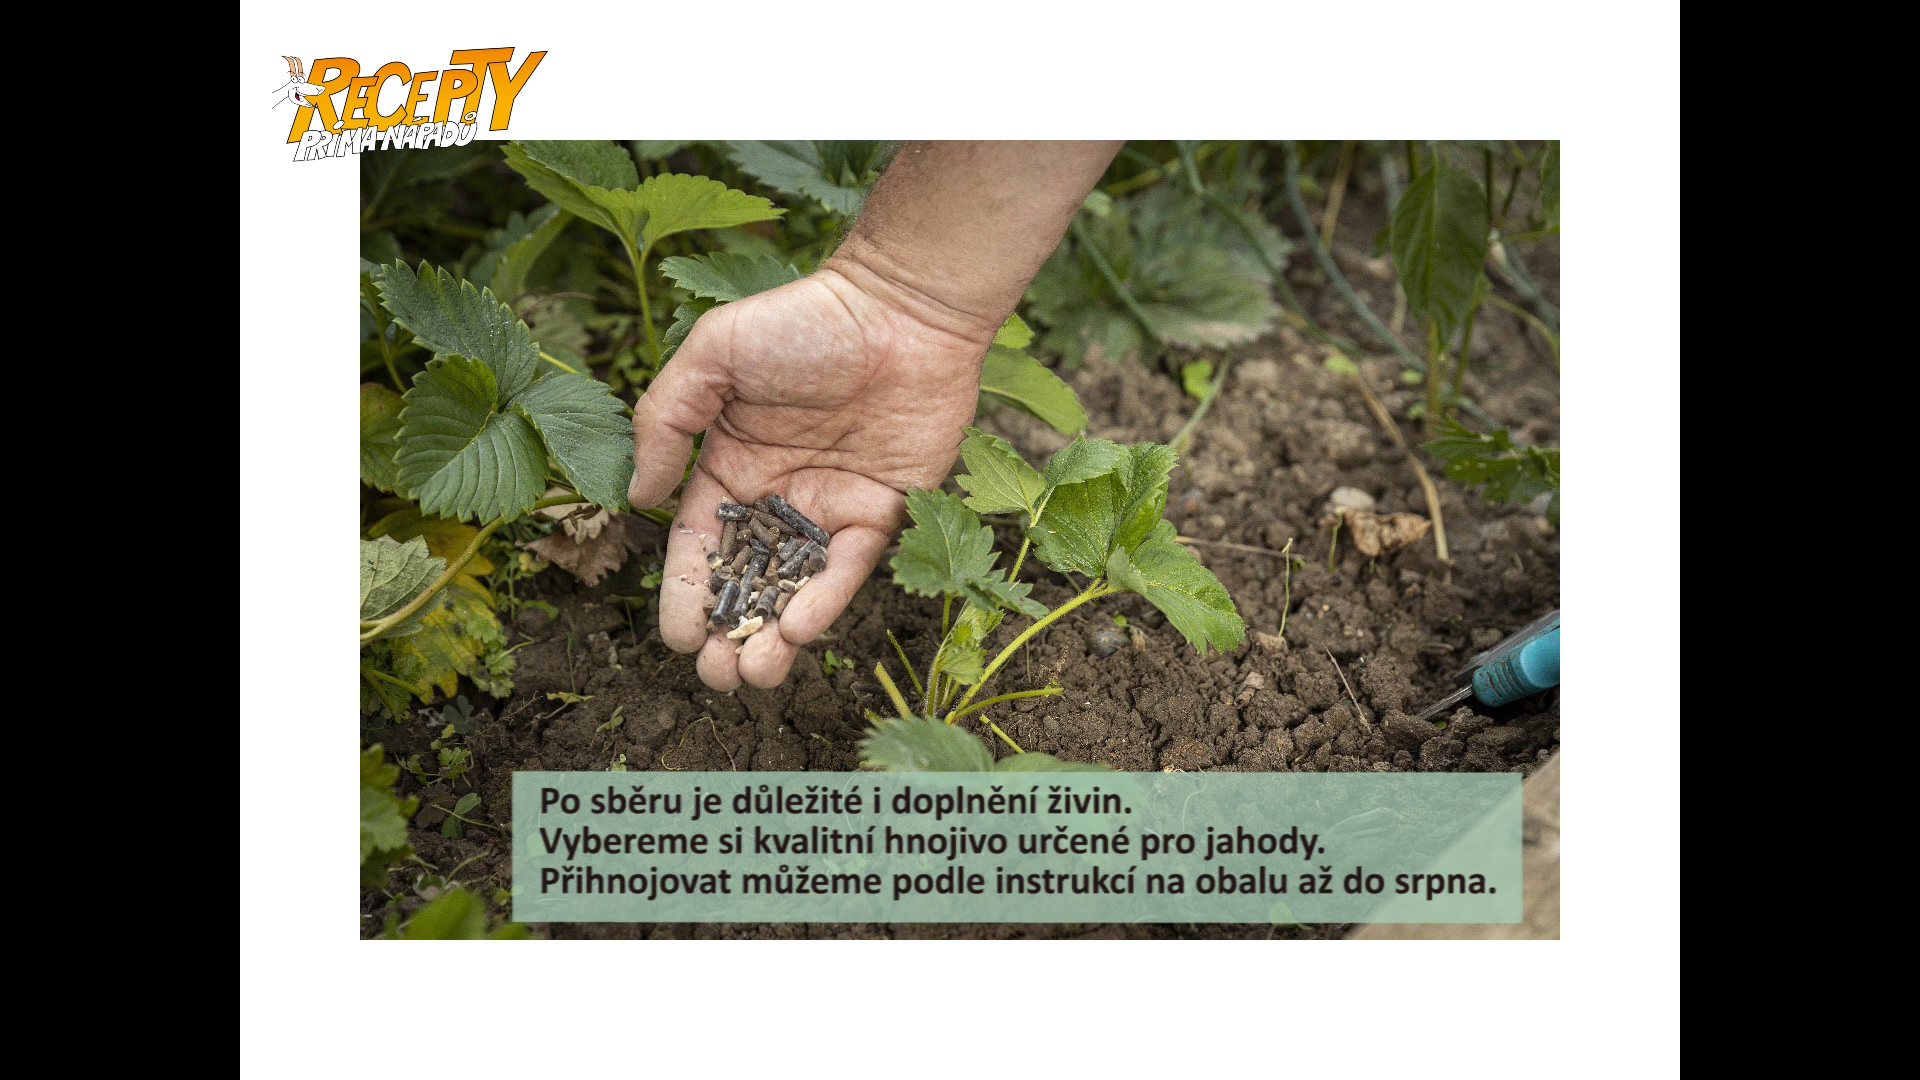 RECEPTY
PRIMA NÁPADŮ
Po sběru je důležité i doplnění živin.
Vybereme si kvalitní hnojivo určené pro jahody.
Přihnojovat můžeme podle instrukcí na obalu až do srpna.